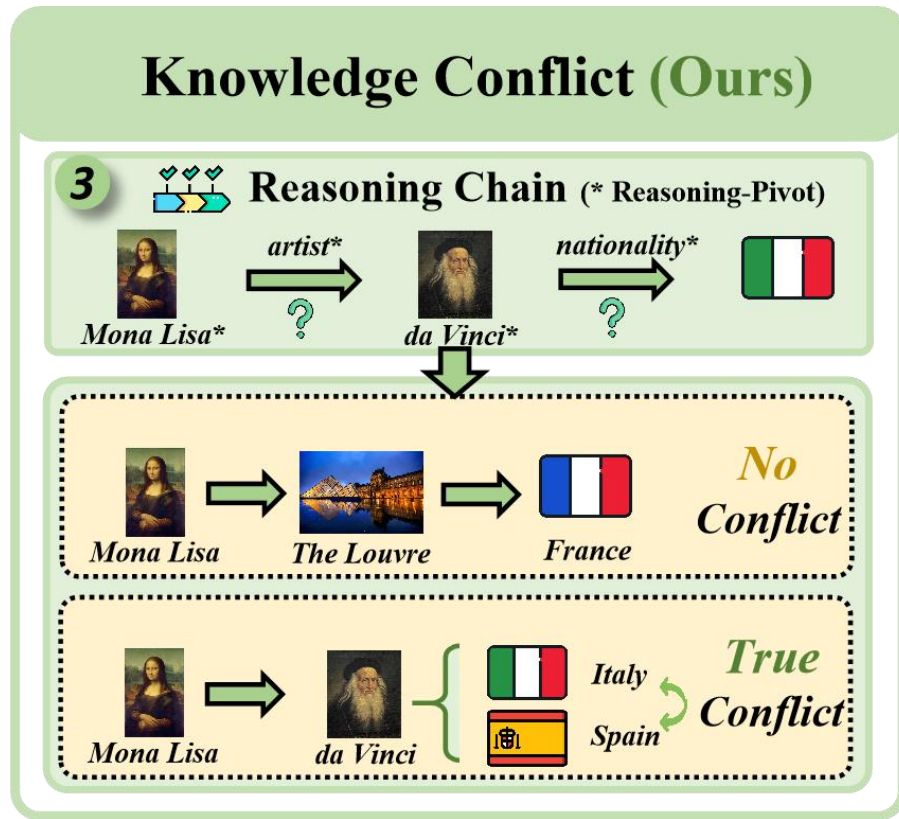 Knowledge Conflict (Ours)
3
Reasoning Chain (* Reasoning-Pivot)
artist*
nationality*
?
?
Mona Lisa*
da Vinci*
No
Conflict
Mona Lisa
The Louvre
France
True
Conflict
Italy
Spain
Mona Lisa
da Vinci